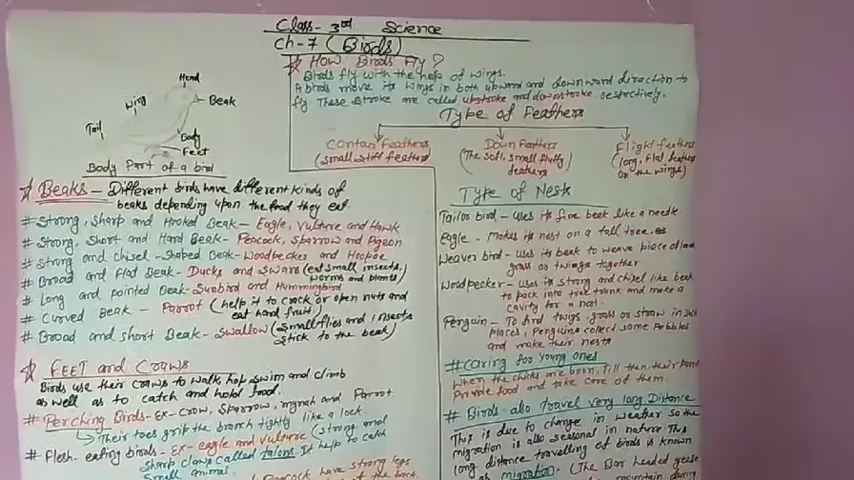 Class- 3rd Science
Ch-7 (Birds)
Head
Wing
Beak
Tail
Body
Feet
Body Part of a bird
How Birds Fly?
Birds fly with the help of wings.
A birds move its wings in both upward and downward direction to
fly. These stroke are called upstroke and downstroke. respectively.
Type of Feathers
Contan Feathers
(small stiff feathers)
Down Feathers
(The soft, small fluffy
feathers)
Flight feathers
(long, flat, feathers
on the wings)
Beaks - Different birds have different kinds of
beaks depending upon the food they eat.
# Strong, sharp and Hooked Beak- Eagle, Vulture and Hawk
# Strong, Short and Hard Beak- Peacock, Sparrow and Pigeon
# Strong and chisel-shaped Beak- Woodpecker and Hoopoe
# Broad and flat Beak- Ducks and swans (eat small insects,
worms and plants)
# Long and pointed Beak- Sunbird and Hummingbird
# Curved Beak - Parrot (help it to crack or open nuts and
eat hard fruit)
# Broad and short Beak- Swallow (small flies and insects
stick to the beak)
FEET and Craws
Birds use their craws to walk, hop swim and climb
as well as to catch and hold food.
# Perching Birds- Ex- Crow, Sparrow, mynah and Parrot
Their toes grip the branch tightly like a lock.
# Flesh-eating birds- Ex- eagle and vulture (strong and
sharp claws called talons. It help to catch
small animal.
Peacock have strong legs
Type of Nests
Tailor bird- uses its fine beak like a needle
Eagle- Makes its nest on a tall tree.
Weaver bird- uses its beak to weave piece of
grass or twigs together
Woodpecker- uses its strong and chisel like beak
to pack into tree trunk and make a
cavity for a nest.
Penguin- To find twigs, grass or straw in such
places, Penguins collect some Pebbles
and make their nests
# Caring for Young ones
When the chicks are born, Till then, their
Provide food and take care of them.
# Birds also travel very long Distance
This is due to change in weather so the
migration is also seasonal in nature This
long distance travelling of birds is known
as migration. (The Bar headed geese
mountain during